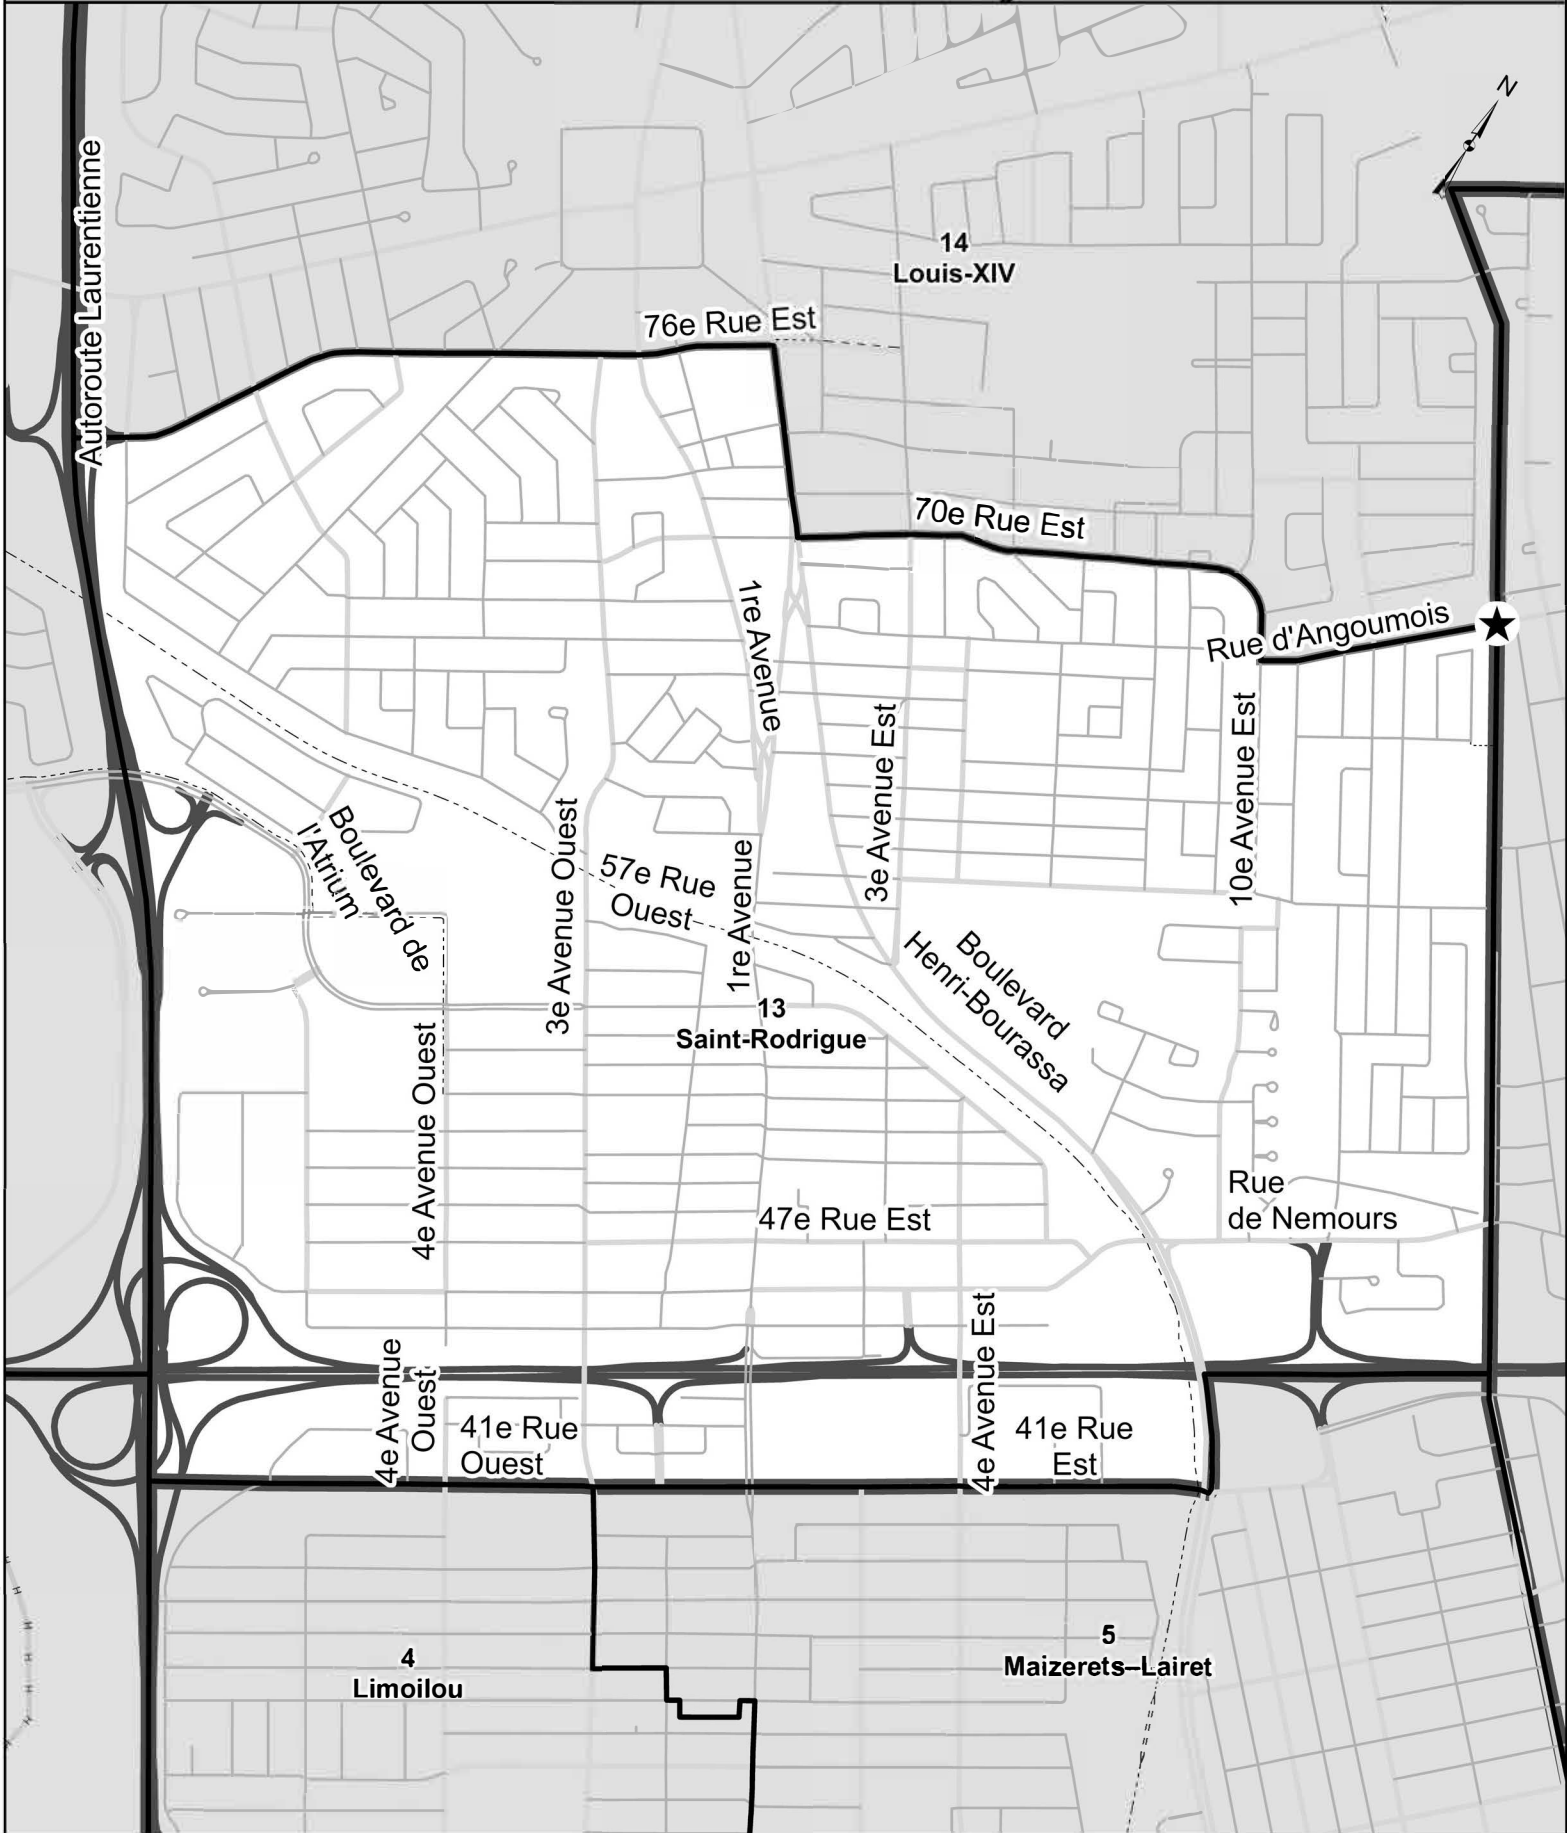 N
Autoroute Laurentienne
14
Louis-XIV
76e Rue Est
70e Rue Est
1re Avenue
Rue d'Angoumois
3e Avenue Est
10e Avenue Est
Boulevard de
l'Atrium
3e Avenue Ouest
57e Rue
Ouest
1re Avenue
Boulevard
Henri-Bourassa
13
Saint-Rodrigue
4e Avenue Ouest
47e Rue Est
Rue
de Nemours
4e Avenue
Ouest
41e Rue
Ouest
4e Avenue Est
41e Rue
Est
4
Limoilou
5
Maizerets–Lairet